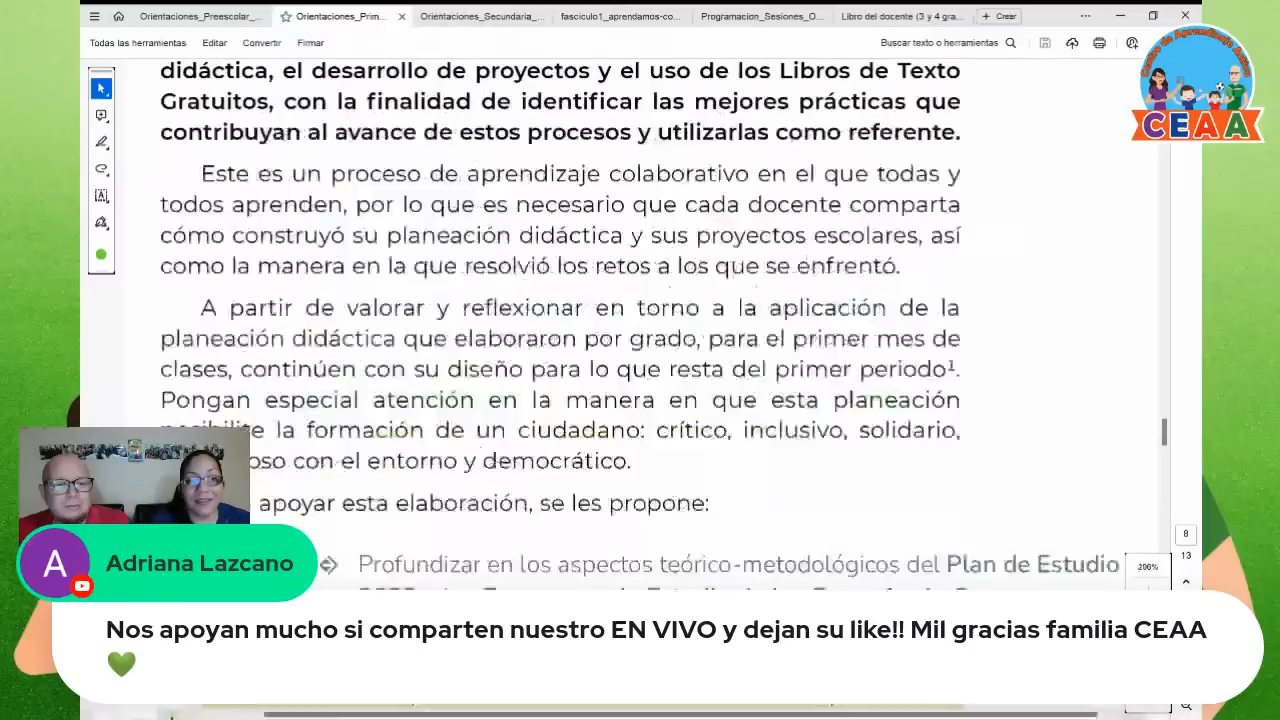 Orientaciones_Preescolar_...
Orientaciones_Prim...
Orientaciones_Secundaria_...
fasciculo1_aprendamos-co...
Programacion_Sesiones_O...
Libro del docente (3 y 4 gra...
+ Crear
Todas las herramientas
Editar
Convertir
Firmar
Buscar texto o herramientas
Centro de Aprendizaje Activo
CEAA
didáctica, el desarrollo de proyectos y el uso de los Libros de Texto
Gratuitos, con la finalidad de identificar las mejores prácticas que
contribuyan al avance de estos procesos y utilizarlas como referente.
Este es un proceso de aprendizaje colaborativo en el que todas y
todos aprenden, por lo que es necesario que cada docente comparta
cómo construyó su planeación didáctica y sus proyectos escolares, así
como la manera en la que resolvió los retos a los que se enfrentó.
A partir de valorar y reflexionar en torno a la aplicación de la
planeación didáctica que elaboraron por grado, para el primer mes de
clases, continúen con su diseño para lo que resta del primer periodo¹.
Pongan especial atención en la manera en que esta planeación
la formación de un ciudadano: crítico, inclusivo, solidario,
con el entorno y democrático.
apoyar esta elaboración, se les propone:
Profundizar en los aspectos teórico-metodológicos del Plan de Estudio
8
13
206%
A
Adriana Lazcano
Nos apoyan mucho si comparten nuestro EN VIVO y dejan su like!! Mil gracias familia CEAA
💚